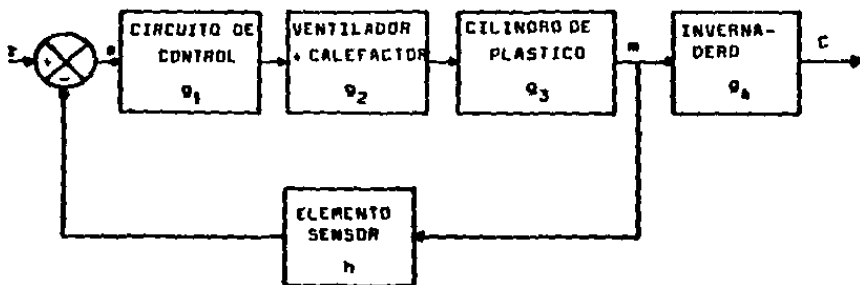 CIRCUITO DE
CONTROL
g1
VENTILADOR
+ CALEFACTOR
g2
CILINDRO DE
PLASTICO
g3
m
INVERNA-
DERO
g4
C
r
+
e
-
ELEMENTO
SENSOR
h